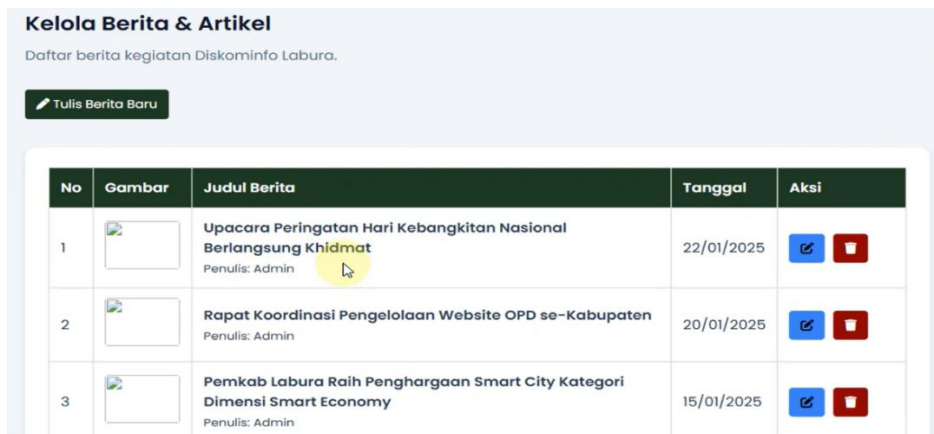 Kelola Berita & Artikel
Daftar berita kegiatan Diskominfo Labura.
Tulis Berita Baru
No Gambar Judul Berita Tanggal Aksi
1 Upacara Peringatan Hari Kebangkitan Nasional
Berlangsung Khidmat 22/01/2025
Penulis: Admin
2 Rapat Koordinasi Pengelolaan Website OPD se-Kabupaten 20/01/2025
Penulis: Admin
3 Pemkab Labura Raih Penghargaan Smart City Kategori
Dimensi Smart Economy 15/01/2025
Penulis: Admin